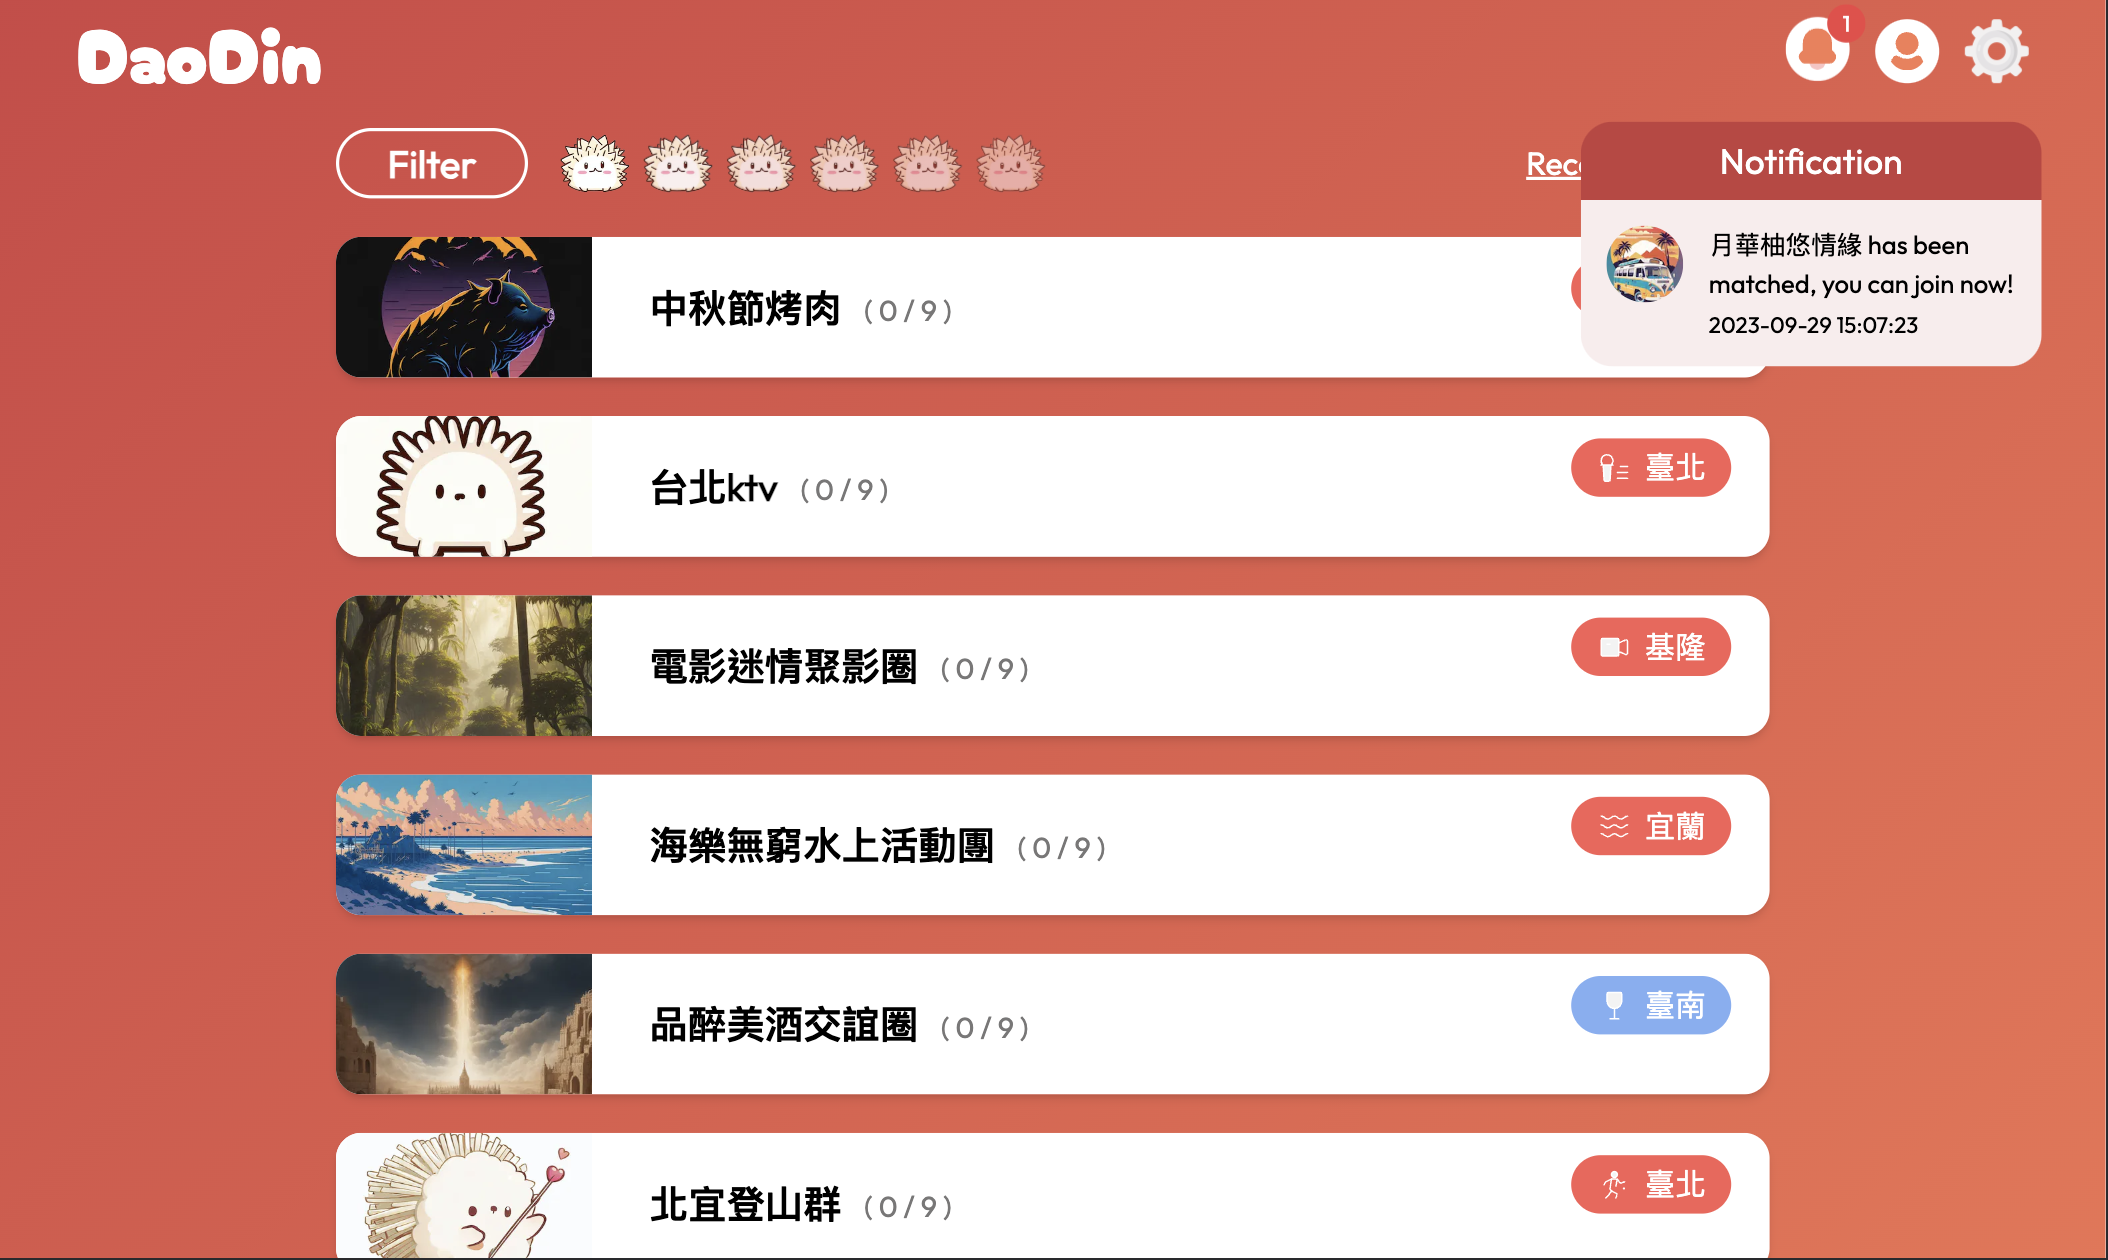 DaoDin
1
Filter
Notification
月華柚悠情緣 has been
matched, you can join now!
2023-09-29 15:07:23
中秋節烤肉 (0/9)
台北ktv (0/9)
臺北
電影迷情聚影圈 (0/9)
基隆
海樂無窮水上活動團 (0/9)
宜蘭
品醉美酒交誼圈 (0/9)
臺南
北宜登山群 (0/9)
臺北